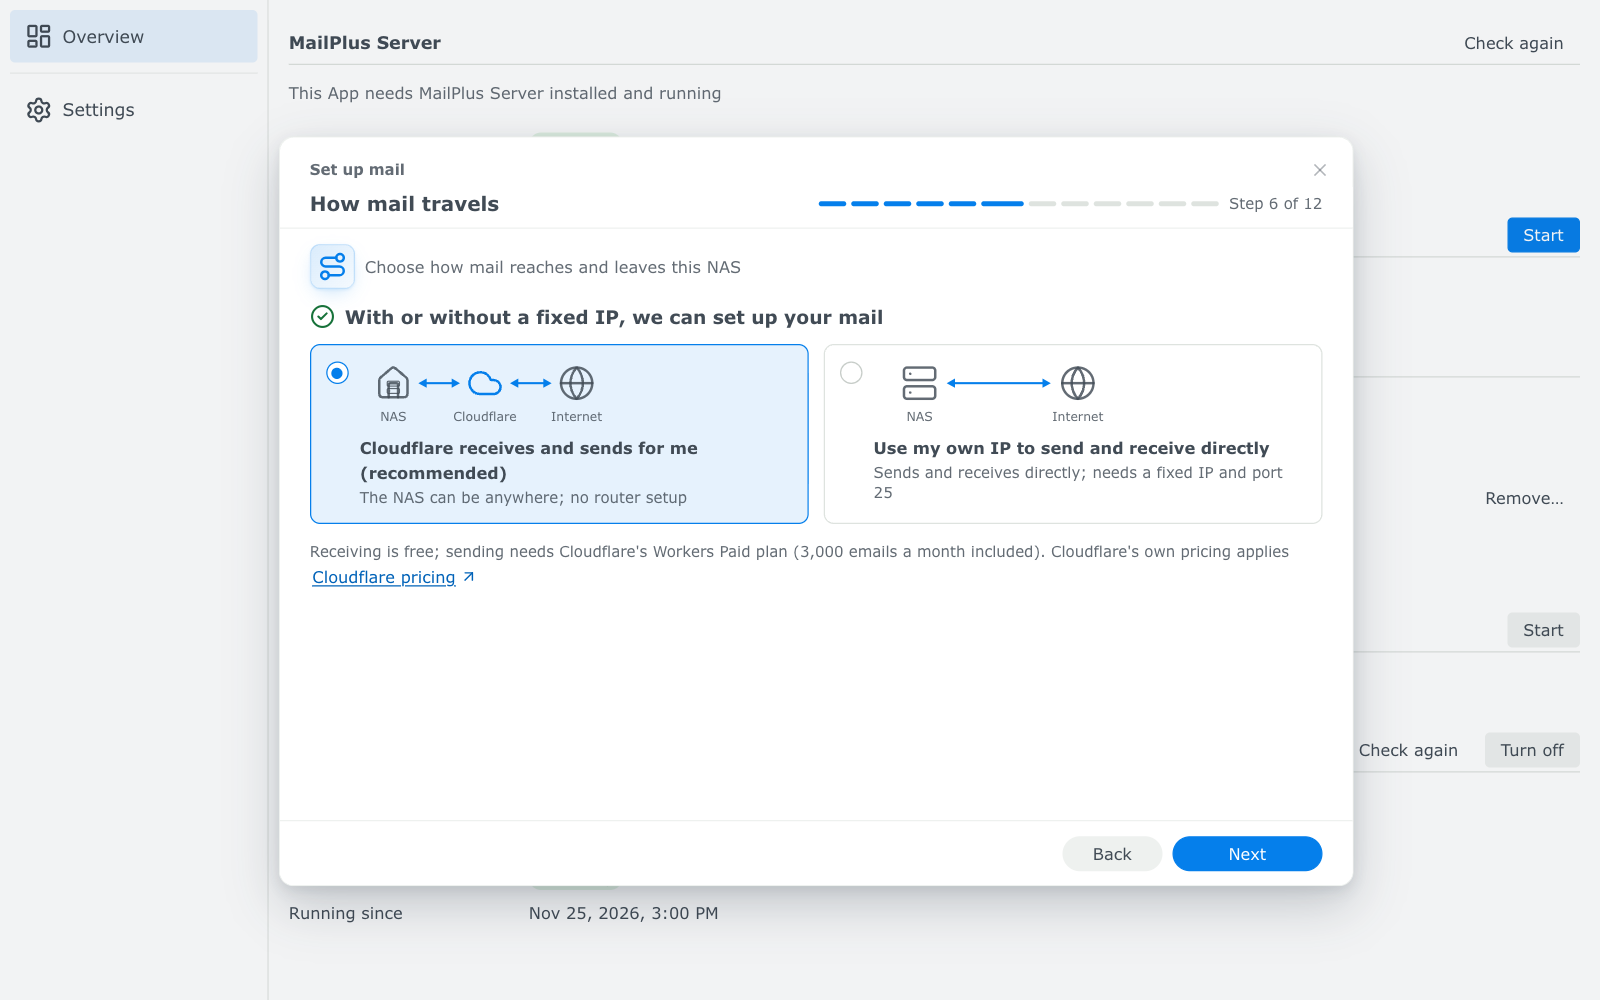 Overview
Settings
MailPlus Server
Check again
This App needs MailPlus Server installed and running
Set up mail
How mail travels
Step 6 of 12
Choose how mail reaches and leaves this NAS
With or without a fixed IP, we can set up your mail
NAS
Cloudflare
Internet
Cloudflare receives and sends for me
(recommended)
The NAS can be anywhere; no router setup
NAS
Internet
Use my own IP to send and receive directly
Sends and receives directly; needs a fixed IP and port
25
Receiving is free; sending needs Cloudflare's Workers Paid plan (3,000 emails a month included). Cloudflare's own pricing applies
Cloudflare pricing
Back
Next
Start
Remove...
Start
Check again
Turn off
Running since
Nov 25, 2026, 3:00 PM